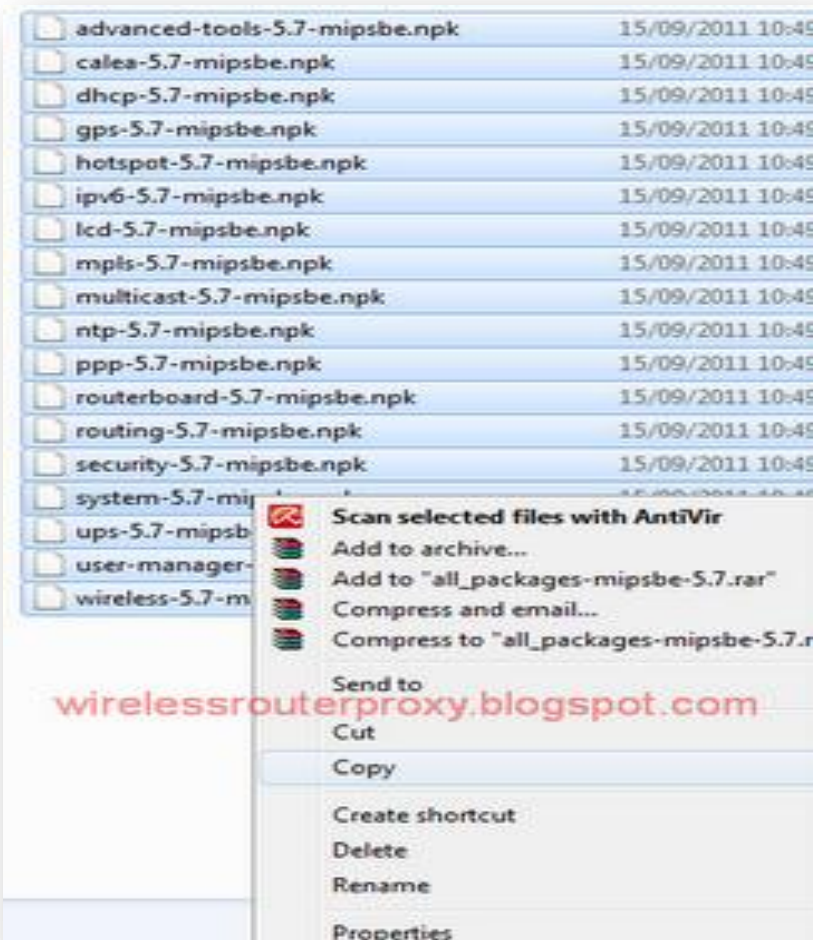 advanced-tools-5.7-mipsbe.npk 15/09/2011 10:49
calea-5.7-mipsbe.npk 15/09/2011 10:49
dhcp-5.7-mipsbe.npk 15/09/2011 10:49
gps-5.7-mipsbe.npk 15/09/2011 10:49
hotspot-5.7-mipsbe.npk 15/09/2011 10:49
ipv6-5.7-mipsbe.npk 15/09/2011 10:49
lcd-5.7-mipsbe.npk 15/09/2011 10:49
mpls-5.7-mipsbe.npk 15/09/2011 10:49
multicast-5.7-mipsbe.npk 15/09/2011 10:49
ntp-5.7-mipsbe.npk 15/09/2011 10:49
ppp-5.7-mipsbe.npk 15/09/2011 10:49
routerboard-5.7-mipsbe.npk 15/09/2011 10:49
routing-5.7-mipsbe.npk 15/09/2011 10:49
security-5.7-mipsbe.npk 15/09/2011 10:49
system-5.7-mip
ups-5.7-mipsb
user-manager-
wireless-5.7-m
Scan selected files with AntiVir
Add to archive...
Add to "all_packages-mipsbe-5.7.rar"
Compress and email...
Compress to "all_packages-mipsbe-5.7.r
Send to
wirelessrouterproxy.blogspot.com
Cut
Copy
Create shortcut
Delete
Rename
Properties